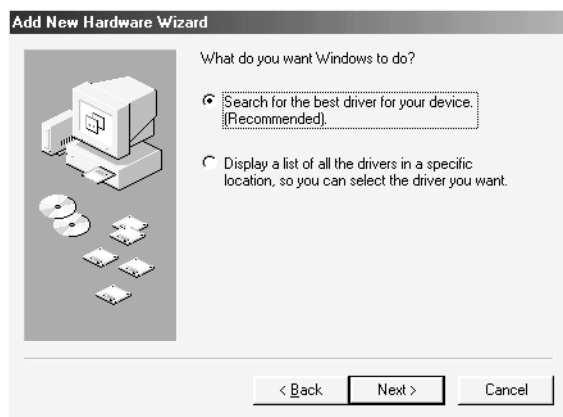 Add New Hardware Wizard
What do you want Windows to do?
Search for the best driver for your device.
(Recommended).
Display a list of all the drivers in a specific
location, so you can select the driver you want.
< Back
Next >
Cancel